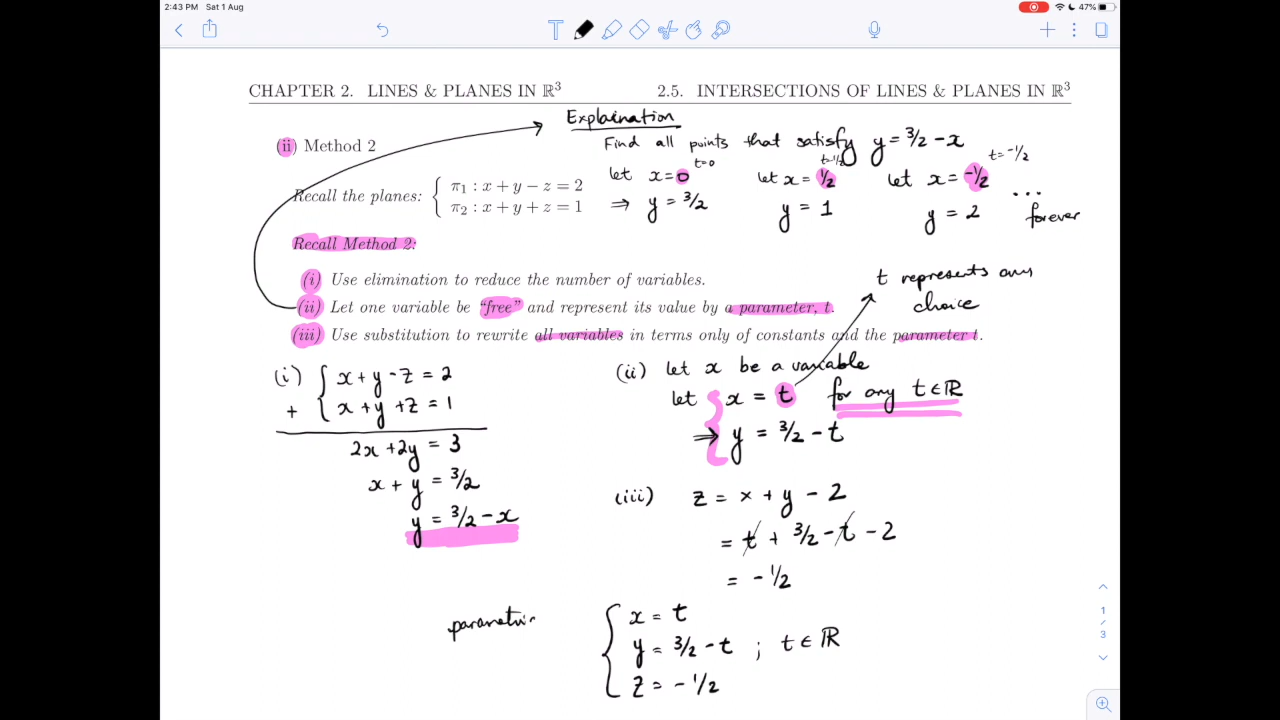 2:43 PM Sat 1 Aug
47%
CHAPTER 2. LINES & PLANES IN ℝ³ 2.5. INTERSECTIONS OF LINES & PLANES IN ℝ³
Explaination
(ii) Method 2
Find all points that satisfy y = 3/2 - x
let x = 0 t=0
⇒ y = 3/2
let x = 1/2 t=1/2
y = 1
let x = -1/2 t=-1/2
y = 2
... forever
Recall the planes: { π₁ : x + y − z = 2
π₂ : x + y + z = 1
Recall Method 2:
(i) Use elimination to reduce the number of variables.
(ii) Let one variable be "free" and represent its value by a parameter, t.
(iii) Use substitution to rewrite all variables in terms only of constants and the parameter t.
t represents any
choice
(i) { x + y - z = 2
+ { x + y + z = 1
2x + 2y = 3
x + y = 3/2
y = 3/2 - x
(ii) let x be a variable
let { x = t for any t ∈ ℝ
⇒ y = 3/2 - t
(iii) z = x + y - 2
= t + 3/2 - t - 2
= - 1/2
parametri
{ x = t
y = 3/2 - t ; t ∈ ℝ
z = - 1/2
1
/
3